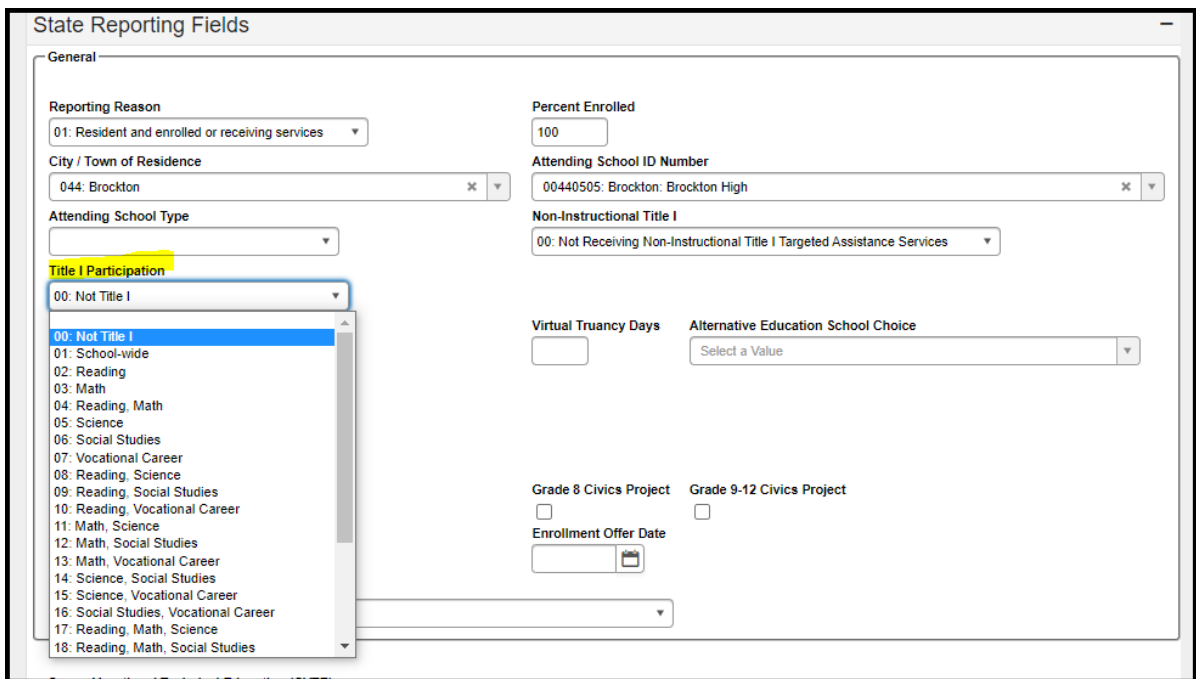 State Reporting Fields
General
Reporting Reason
Percent Enrolled
01: Resident and enrolled or receiving services
100
City / Town of Residence
Attending School ID Number
044: Brockton
00440505: Brockton: Brockton High
Attending School Type
Non-Instructional Title I
00: Not Receiving Non-Instructional Title I Targeted Assistance Services
Title I Participation
00: Not Title I
00: Not Title I
01: School-wide
02: Reading
03: Math
04: Reading, Math
05: Science
06: Social Studies
07: Vocational Career
08: Reading, Science
09: Reading, Social Studies
10: Reading, Vocational Career
11: Math, Science
12: Math, Social Studies
13: Math, Vocational Career
14: Science, Social Studies
15: Science, Vocational Career
16: Social Studies, Vocational Career
17: Reading, Math, Science
18: Reading, Math, Social Studies
Virtual Truancy Days
Alternative Education School Choice
Select a Value
Grade 8 Civics Project
Grade 9-12 Civics Project
Enrollment Offer Date